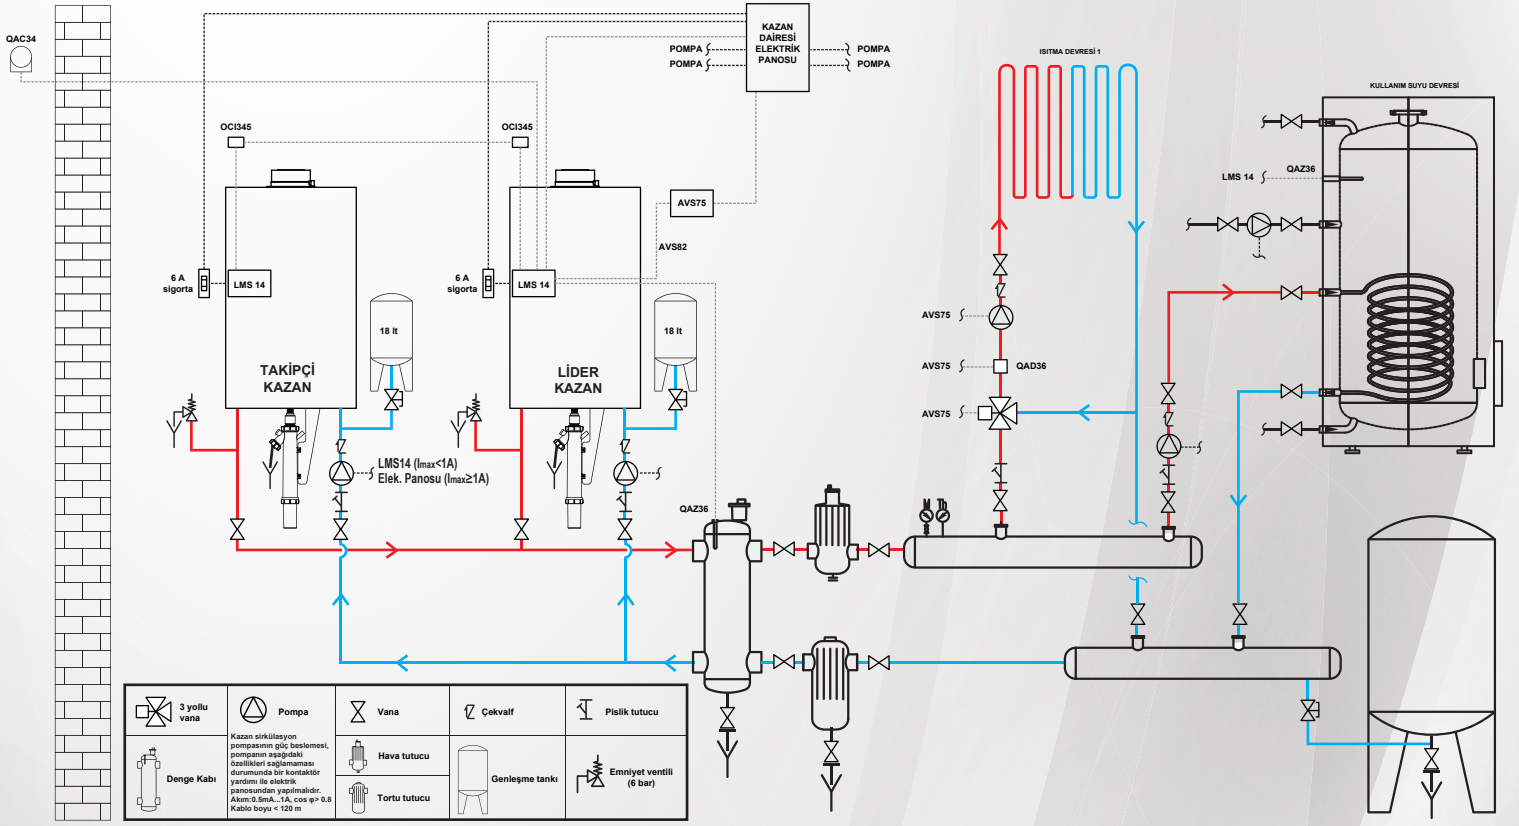 QAC34
KAZAN
DAİRESİ
ELEKTRİK
PANOSU
POMPA
POMPA
POMPA
POMPA
ISITMA DEVRESİ 1
KULLANIM SUYU DEVRESİ
OCI345
OCI345
AVS75
AVS82
LMS 14
QAZ36
6 A
sigorta
LMS 14
6 A
sigorta
LMS 14
18 lt
18 lt
TAKİPÇİ
KAZAN
LİDER
KAZAN
AVS75
AVS75
QAD36
AVS75
LMS14 (Imax<1A)
Elek. Panosu (Imax≥1A)
QAZ36
M
Th
3 yollu
vana
Pompa
Kazan sirkülasyon
pompasının güç beslemesi,
pompanın aşağıdaki
özellikleri sağlamaması
durumunda bir kontaktör
yardımı ile elektrik
panosundan yapılmalıdır.
Akım:0.5mA...1A, cos φ> 0.8
Kablo boyu < 120 m
Vana
Çekvalf
Pislik tutucu
Denge Kabı
Hava tutucu
Tortu tutucu
Genleşme tankı
Emniyet ventili
(6 bar)